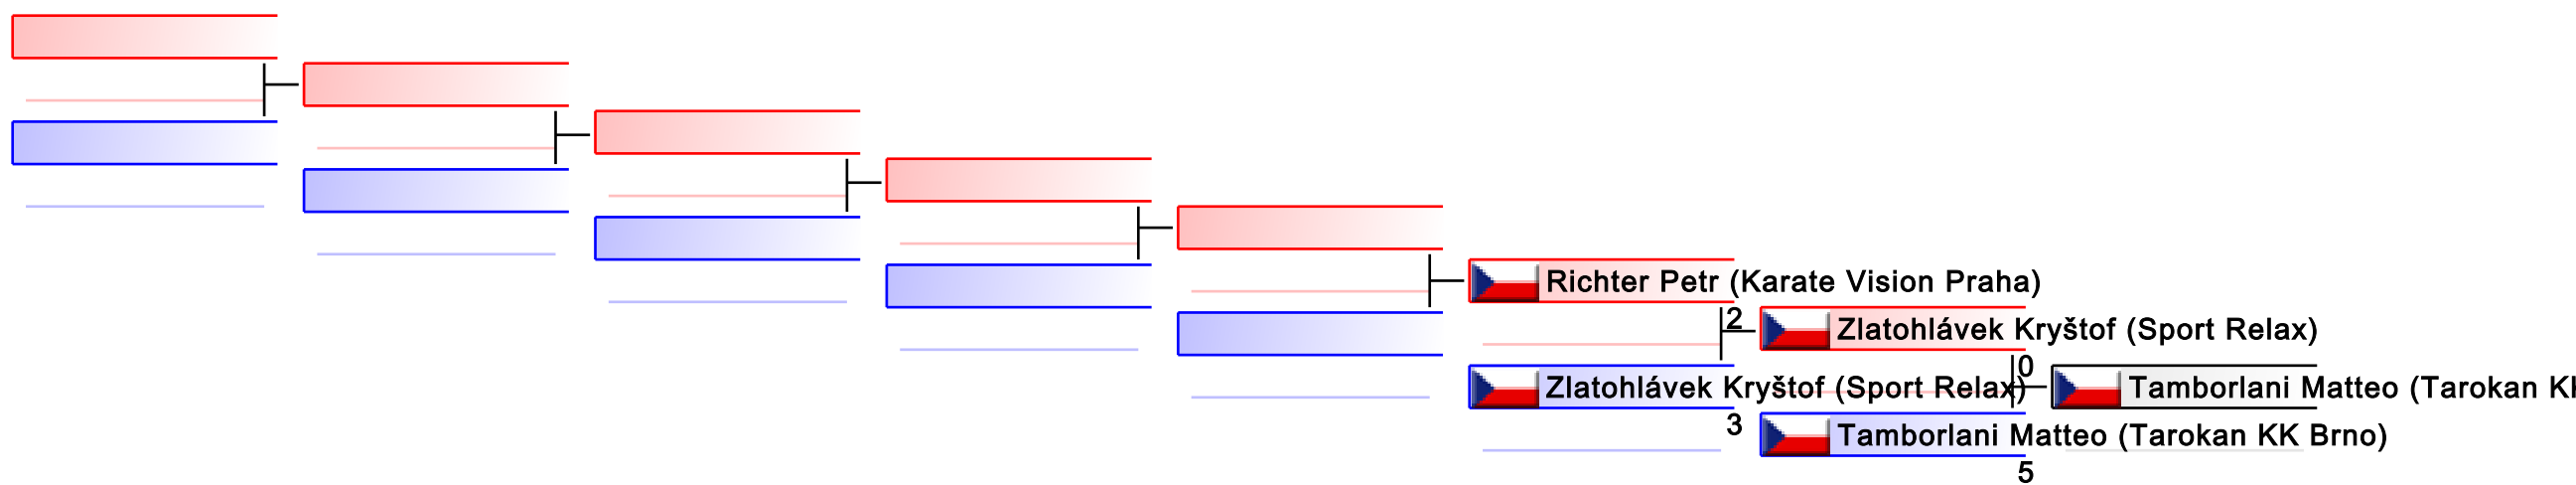 Richter Petr (Karate Vision Praha)
2
Zlatohlávek Kryštof (Sport Relax)
0
Zlatohlávek Kryštof (Sport Relax)
Tamborlani Matteo (Tarokan
3
Tamborlani Matteo (Tarokan KK Brno)
5